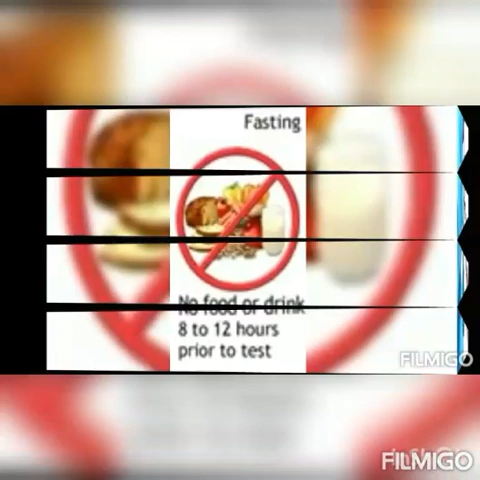 Fasting
No food or drink
8 to 12 hours
prior to test
FILMIGO
FILMIGO